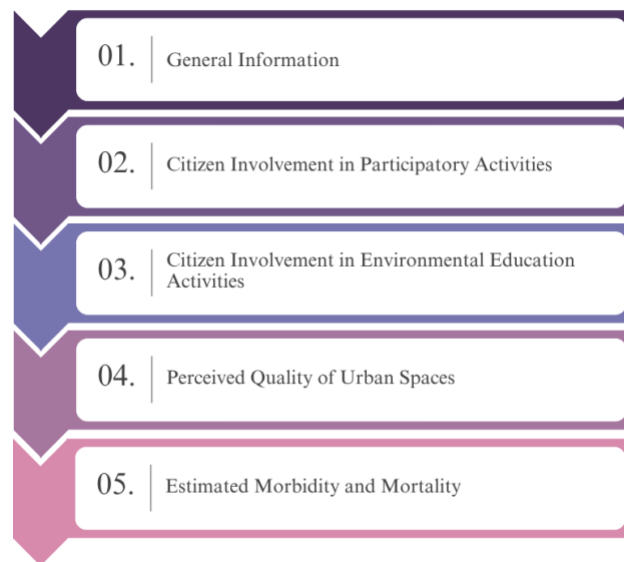 01.
General Information
02.
Citizen Involvement in Participatory Activities
03.
Citizen Involvement in Environmental Education
Activities
04.
Perceived Quality of Urban Spaces
05.
Estimated Morbidity and Mortality